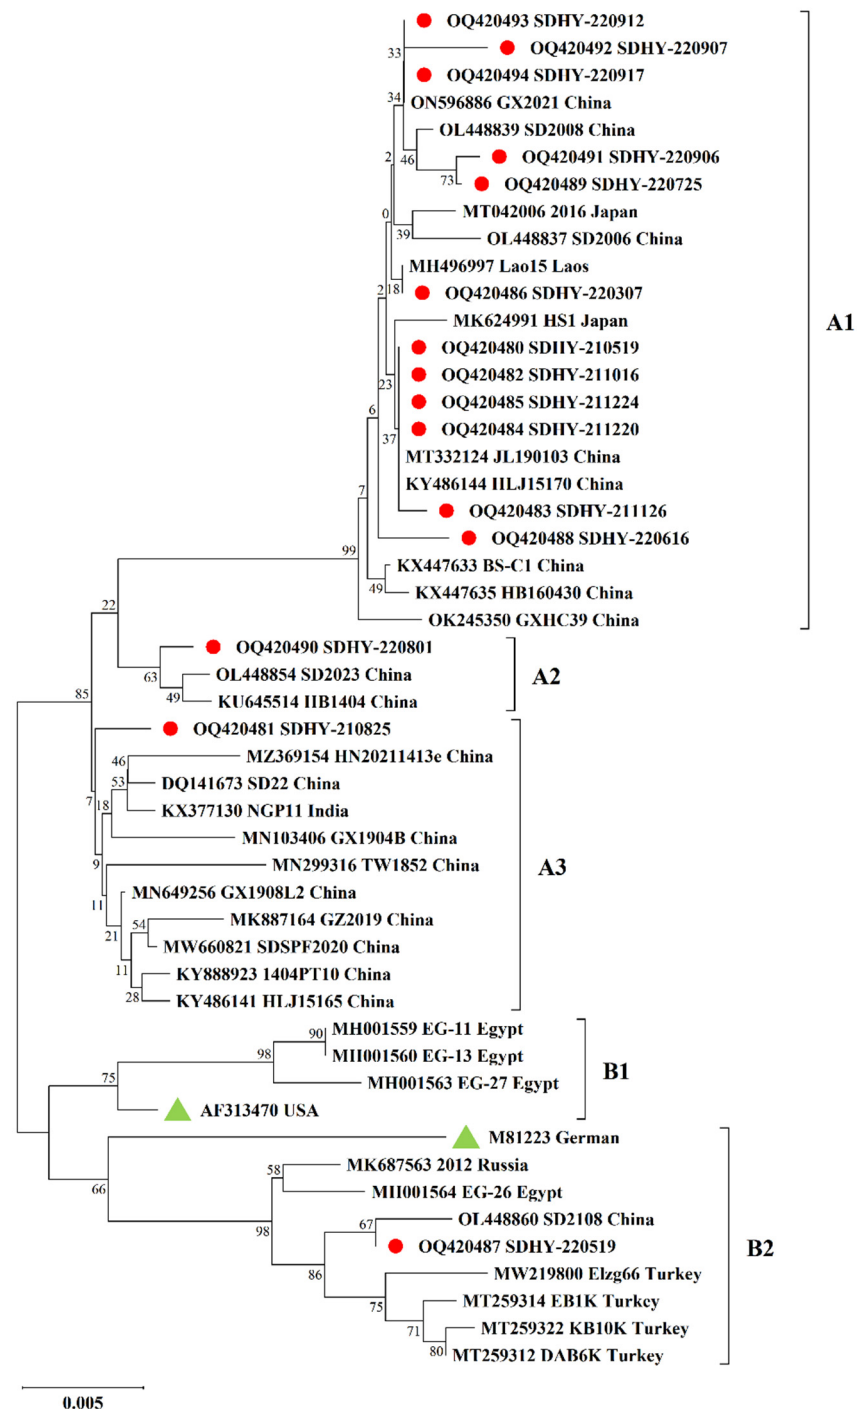 OQ420493 SDHY-220912
OQ420492 SDHY-220907
33
OQ420494 SDHY-220917
34
ON596886 GX2021 China
OL448839 SD2008 China
2
46
OQ420491 SDHY-220906
73
OQ420489 SDHY-220725
0
MT042006 2016 Japan
39
OL448837 SD2006 China
MH496997 Lao15 Laos
2
18
OQ420486 SDHY-220307
MK624991 HS1 Japan
A1
OQ420480 SDHY-210519
OQ420482 SDHY-211016
23
OQ420485 SDHY-211224
6
OQ420484 SDHY-211220
37
MT332124 JL190103 China
KY486144 HLJ15170 China
7
OQ420483 SDHY-211126
OQ420488 SDHY-220616
99
KX447633 BS-C1 China
49
KX447635 HB160430 China
22
OK245350 GXHC39 China
OQ420490 SDHY-220801
63
OL448854 SD2023 China
A2
85
49
KU645514 HB1404 China
OQ420481 SDHY-210825
46
MZ369154 HN20211413e China
53
DQ141673 SD22 China
7
18
KX377130 NGP11 India
MN103406 GX1904B China
9
MN299316 TW1852 China
A3
11
MN649256 GX1908L2 China
21
54
MK887164 GZ2019 China
MW660821 SDSPF2020 China
11
KY888923 1404PT10 China
28
KY486141 HLJ15165 China
90
MH001559 EG-11 Egypt
98
MH001560 EG-13 Egypt
B1
75
MH001563 EG-27 Egypt
AF313470 USA
M81223 German
66
58
MK687563 2012 Russia
MH001564 EG-26 Egypt
98
67
OL448860 SD2108 China
B2
86
OQ420487 SDHY-220519
MW219800 Elzg66 Turkey
75
MT259314 EB1K Turkey
71
MT259322 KB10K Turkey
80
MT259312 DAB6K Turkey
0.005